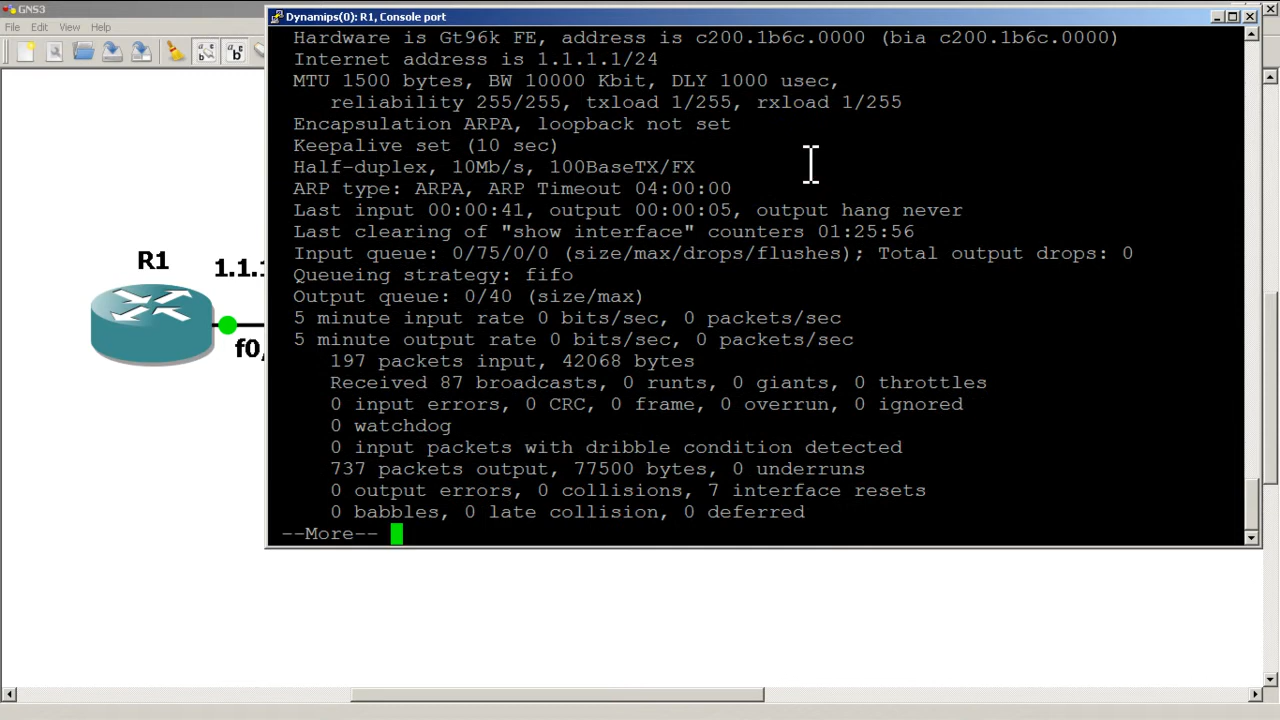 GNS3
File Edit View Help
Dynamips(0): R1, Console port
Hardware is Gt96k FE, address is c200.1b6c.0000 (bia c200.1b6c.0000)
Internet address is 1.1.1.1/24
MTU 1500 bytes, BW 10000 Kbit, DLY 1000 usec,
reliability 255/255, txload 1/255, rxload 1/255
Encapsulation ARPA, loopback not set
Keepalive set (10 sec)
Half-duplex, 10Mb/s, 100BaseTX/FX
ARP type: ARPA, ARP Timeout 04:00:00
Last input 00:00:41, output 00:00:05, output hang never
Last clearing of "show interface" counters 01:25:56
Input queue: 0/75/0/0 (size/max/drops/flushes); Total output drops: 0
Queueing strategy: fifo
Output queue: 0/40 (size/max)
5 minute input rate 0 bits/sec, 0 packets/sec
5 minute output rate 0 bits/sec, 0 packets/sec
197 packets input, 42068 bytes
Received 87 broadcasts, 0 runts, 0 giants, 0 throttles
0 input errors, 0 CRC, 0 frame, 0 overrun, 0 ignored
0 watchdog
0 input packets with dribble condition detected
737 packets output, 77500 bytes, 0 underruns
0 output errors, 0 collisions, 7 interface resets
0 babbles, 0 late collision, 0 deferred
--More--
R1
1.1.1
f0/